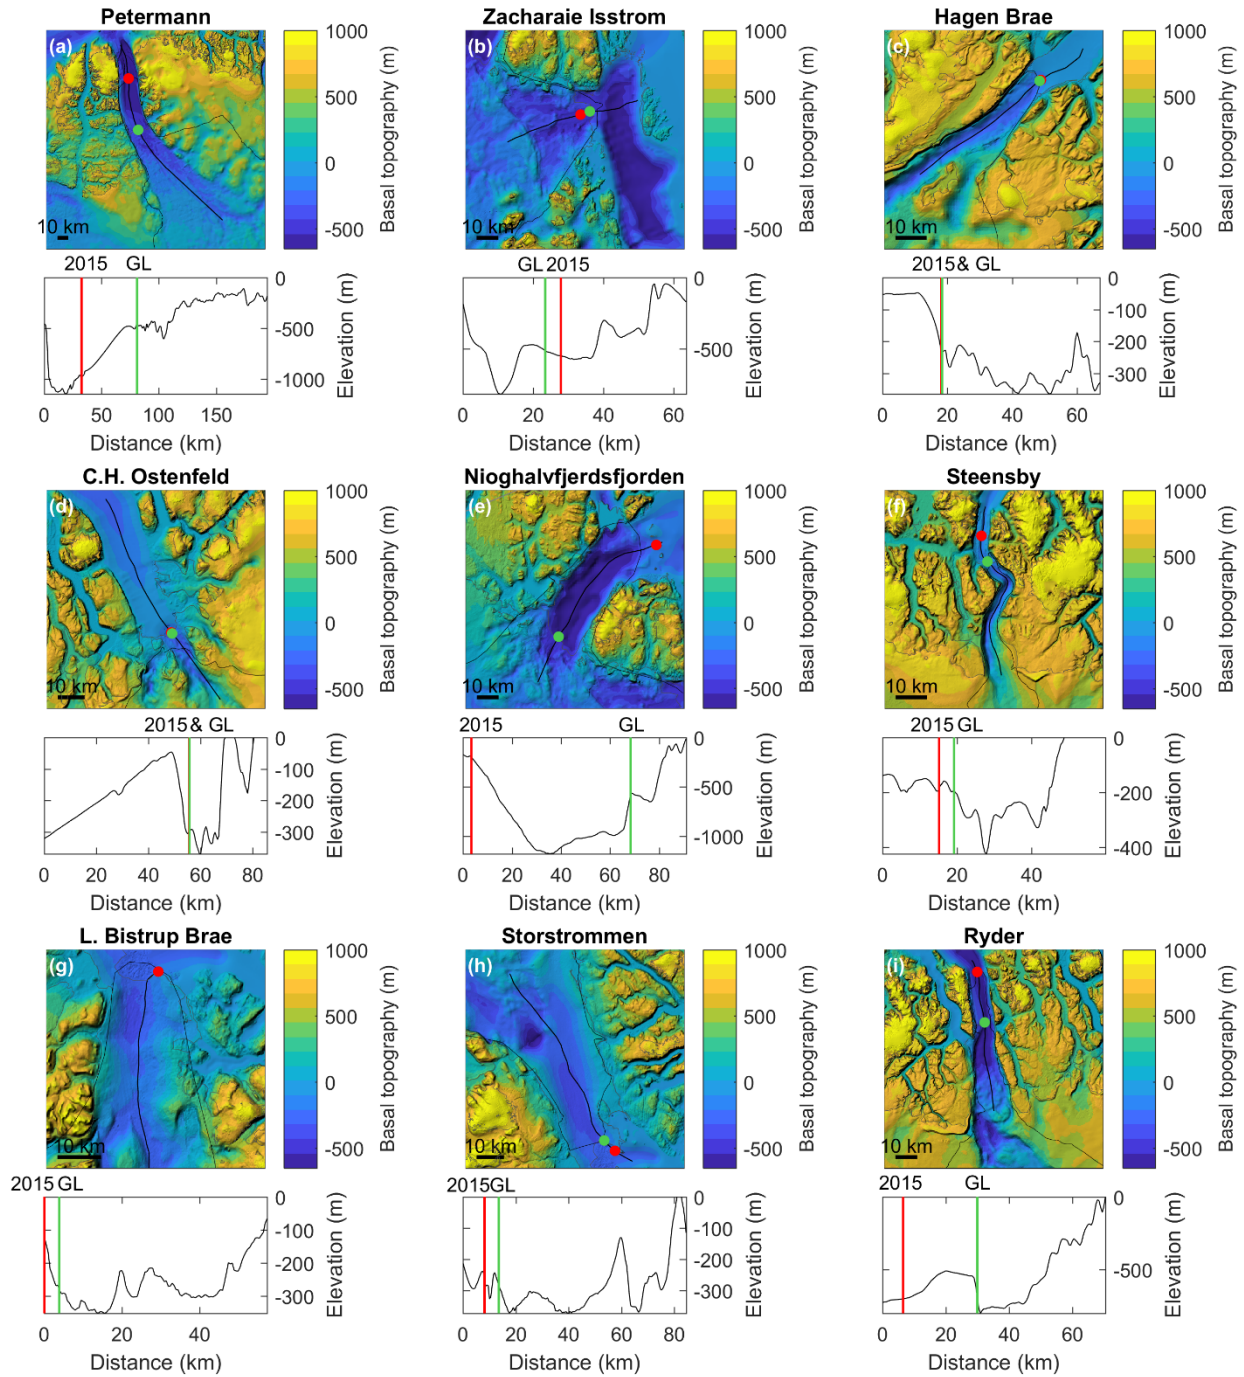 Petermann
(a)
10 km
1000
500
0
-500
Basal topography (m)
2015 GL
0
-500
-1000
Elevation (m)
0 50 100 150
Distance (km)
Zacharaie Isstrom
(b)
10 km
1000
500
0
-500
Basal topography (m)
GL 2015
0
-500
Elevation (m)
0 20 40 60
Distance (km)
Hagen Brae
(c)
10 km
1000
500
0
-500
Basal topography (m)
2015 & GL
0
-100
-200
-300
Elevation (m)
0 20 40 60
Distance (km)
C.H. Ostenfeld
(d)
10 km
1000
500
0
-500
Basal topography (m)
2015 & GL
0
-100
-200
-300
Elevation (m)
0 20 40 60 80
Distance (km)
Nioghalvfjerdsfjorden
(e)
10 km
1000
500
0
-500
Basal topography (m)
2015 GL
0
-500
-1000
Elevation (m)
0 20 40 60 80
Distance (km)
Steensby
(f)
10 km
1000
500
0
-500
Basal topography (m)
2015 GL
0
-200
-400
Elevation (m)
0 20 40
Distance (km)
L. Bistrup Brae
(g)
10 km
1000
500
0
-500
Basal topography (m)
2015 GL
0
-100
-200
-300
Elevation (m)
0 20 40
Distance (km)
Storstrommen
(h)
10 km
1000
500
0
-500
Basal topography (m)
2015 GL
0
-100
-200
-300
Elevation (m)
0 20 40 60 80
Distance (km)
Ryder
(i)
10 km
1000
500
0
-500
Basal topography (m)
2015 GL
0
-500
Elevation (m)
0 20 40 60
Distance (km)